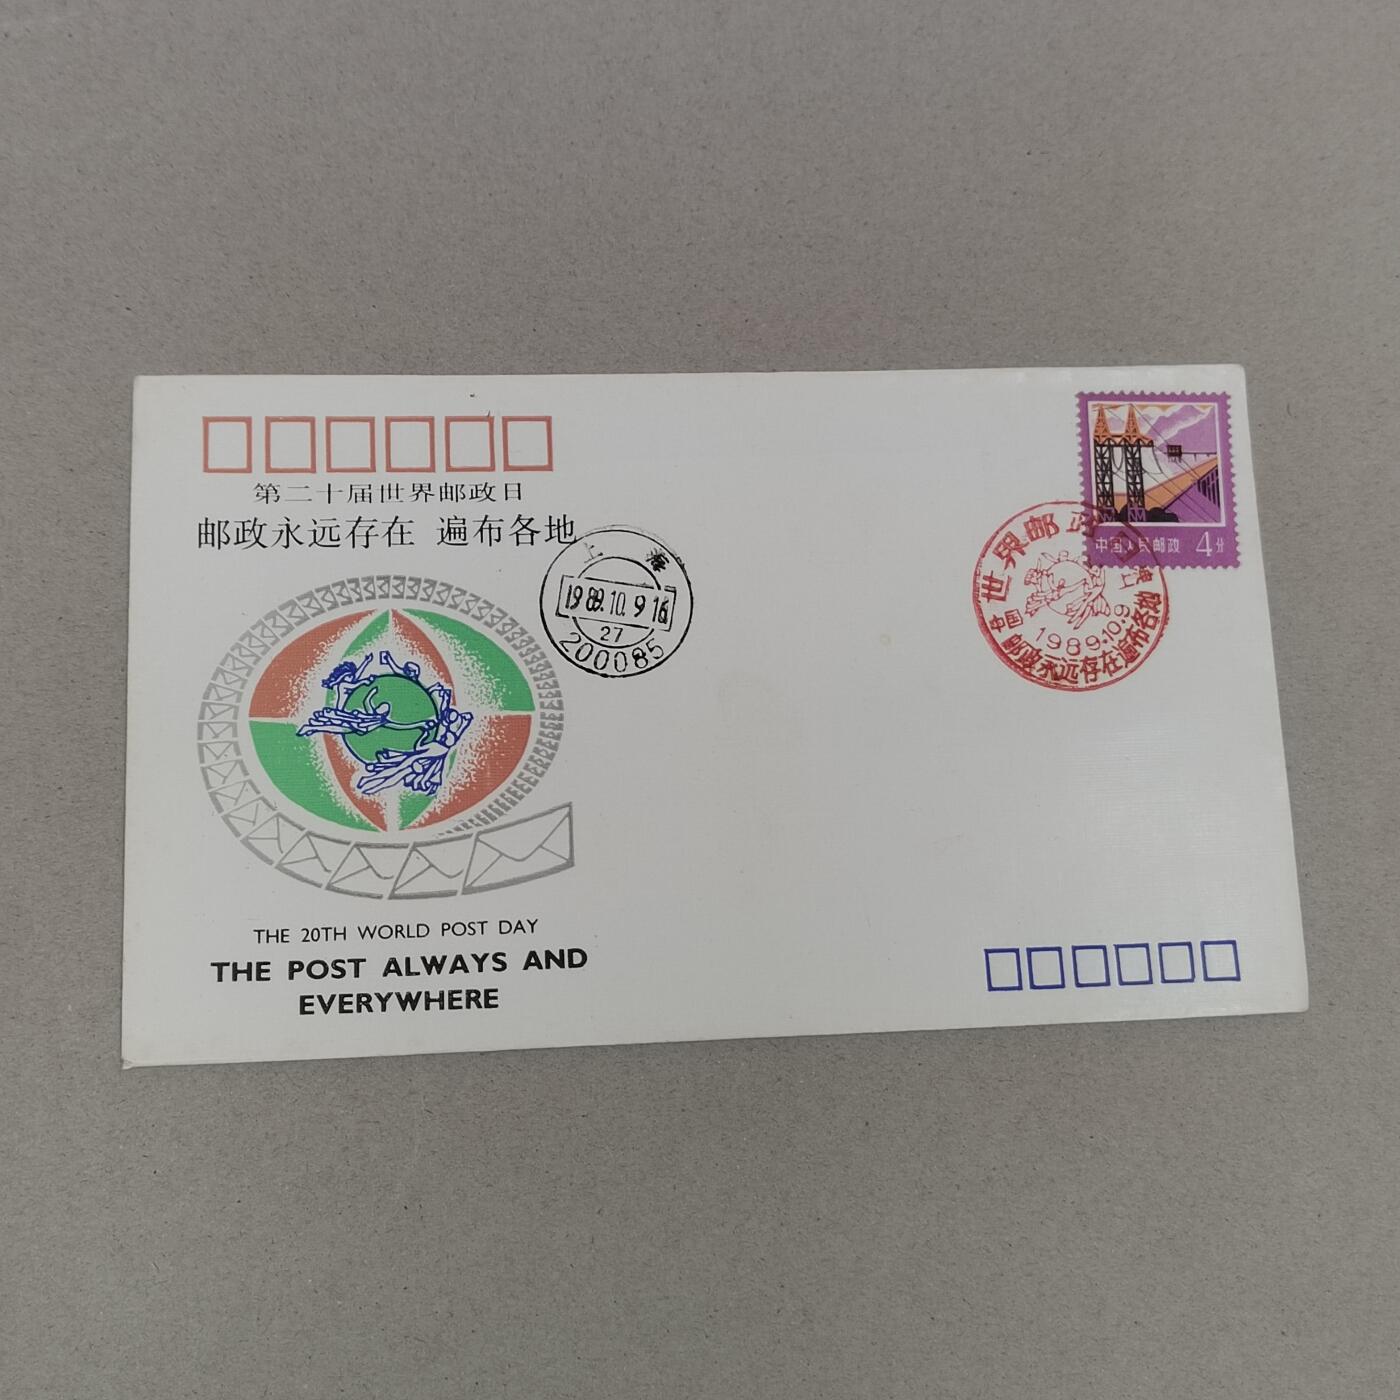 第二十届世界邮政日
邮政永远存在 遍布各地
上海
1989.10.9 16
27
200085
中国人民邮政 4分
世界邮政日
中国 上海
1989.10.9
邮政永远存在遍布各地
THE 20TH WORLD POST DAY
THE POST ALWAYS AND
EVERYWHERE